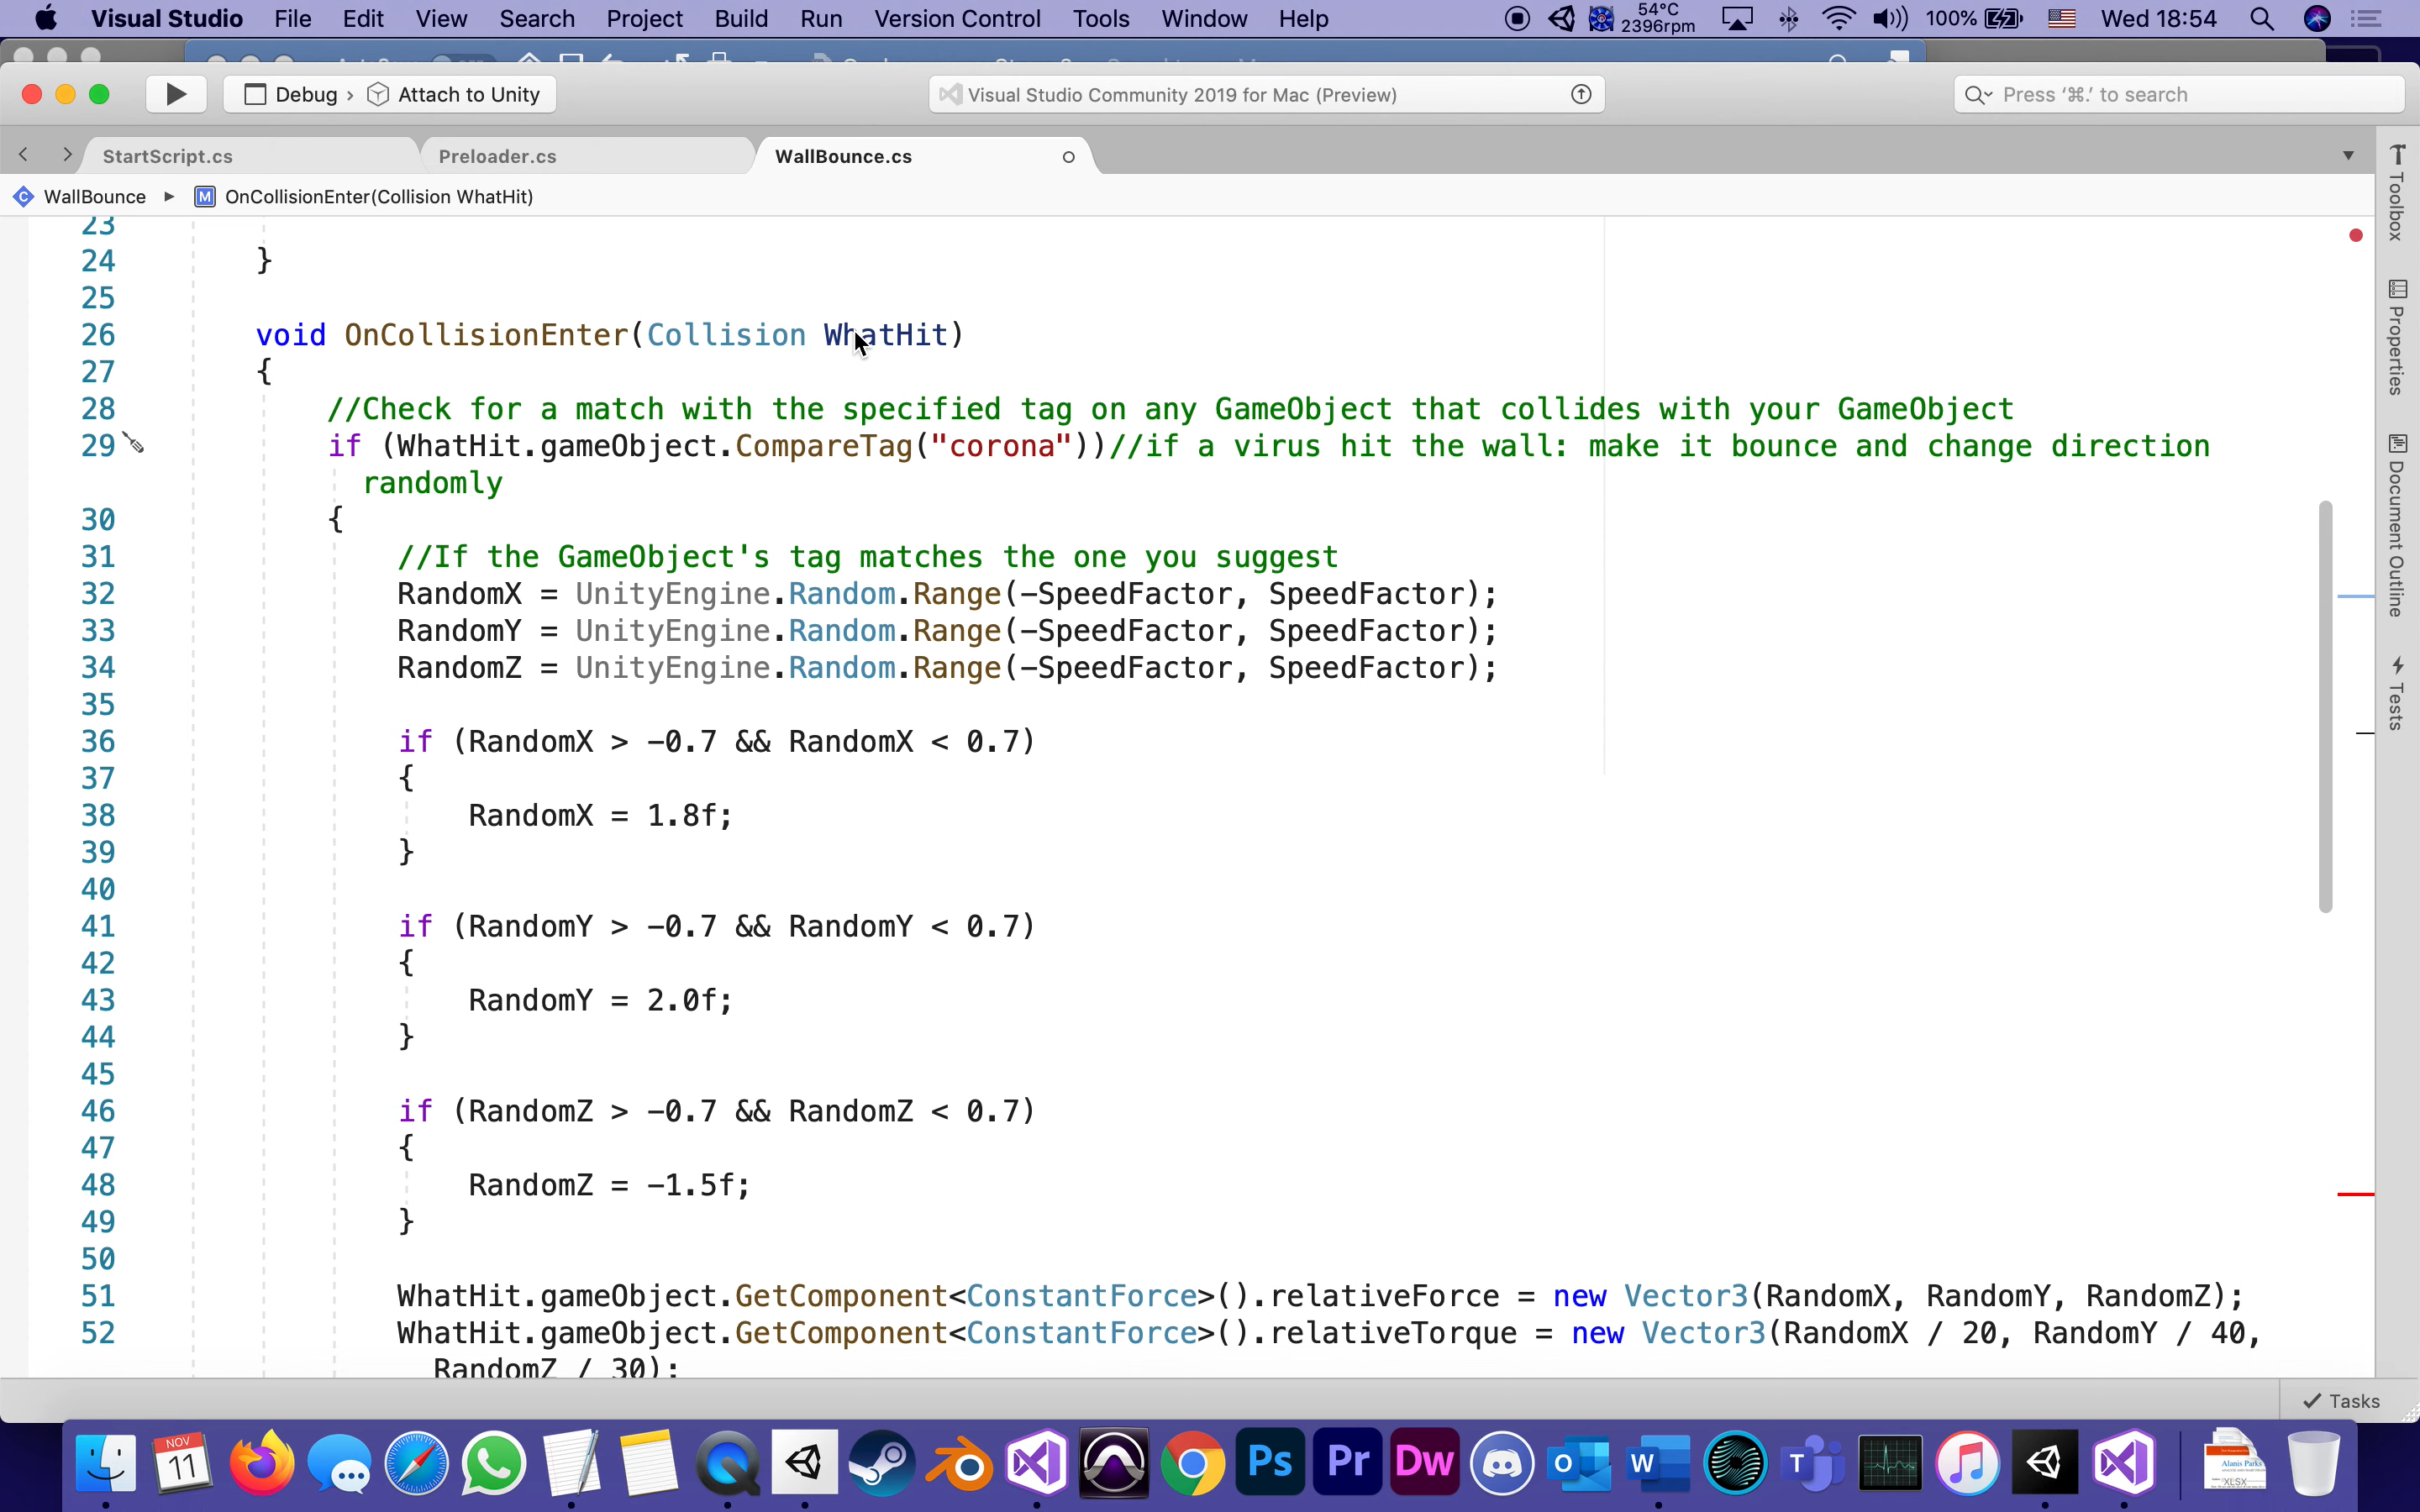 Visual Studio File Edit View Search Project Build Run Version Control Tools Window Help 54°C 2396rpm 100% Wed 18:54
Debug › Attach to Unity Visual Studio Community 2019 for Mac (Preview) Press ‘⌘.’ to search
StartScript.cs Preloader.cs WallBounce.cs
WallBounce M OnCollisionEnter(Collision WhatHit)
23
24 }
25
26 void OnCollisionEnter(Collision WhatHit)
27 {
28 //Check for a match with the specified tag on any GameObject that collides with your GameObject
29 if (WhatHit.gameObject.CompareTag("corona"))//if a virus hit the wall: make it bounce and change direction
randomly
30 {
31 //If the GameObject's tag matches the one you suggest
32 RandomX = UnityEngine.Random.Range(-SpeedFactor, SpeedFactor);
33 RandomY = UnityEngine.Random.Range(-SpeedFactor, SpeedFactor);
34 RandomZ = UnityEngine.Random.Range(-SpeedFactor, SpeedFactor);
35
36 if (RandomX > -0.7 && RandomX < 0.7)
37 {
38 RandomX = 1.8f;
39 }
40
41 if (RandomY > -0.7 && RandomY < 0.7)
42 {
43 RandomY = 2.0f;
44 }
45
46 if (RandomZ > -0.7 && RandomZ < 0.7)
47 {
48 RandomZ = -1.5f;
49 }
50
51 WhatHit.gameObject.GetComponent<ConstantForce>().relativeForce = new Vector3(RandomX, RandomY, RandomZ);
52 WhatHit.gameObject.GetComponent<ConstantForce>().relativeTorque = new Vector3(RandomX / 20, RandomY / 40,
RandomZ / 30);
Toolbox
Properties
Document Outline
Tests
Tasks
NOV
11
Ps Pr Dw O W T
Alanis Parks
XLSX